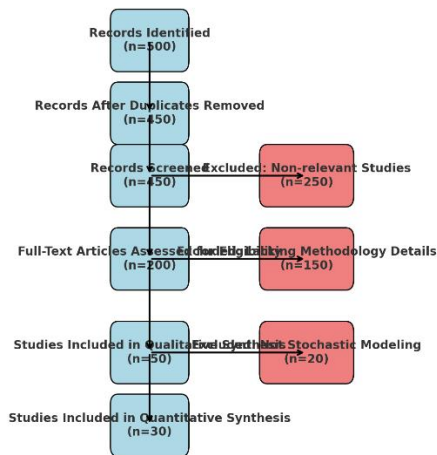 Records Identified
(n=500)
Records After Duplicates Removed
(n=450)
Records Screened
(n=450)
Excluded: Non-relevant Studies
(n=250)
Full-Text Articles Assessed for Eligibility
(n=200)
Excluded: Lacking Methodology Details
(n=150)
Studies Included in Qualitative Synthesis
(n=50)
Excluded: Not Stochastic Modeling
(n=20)
Studies Included in Quantitative Synthesis
(n=30)